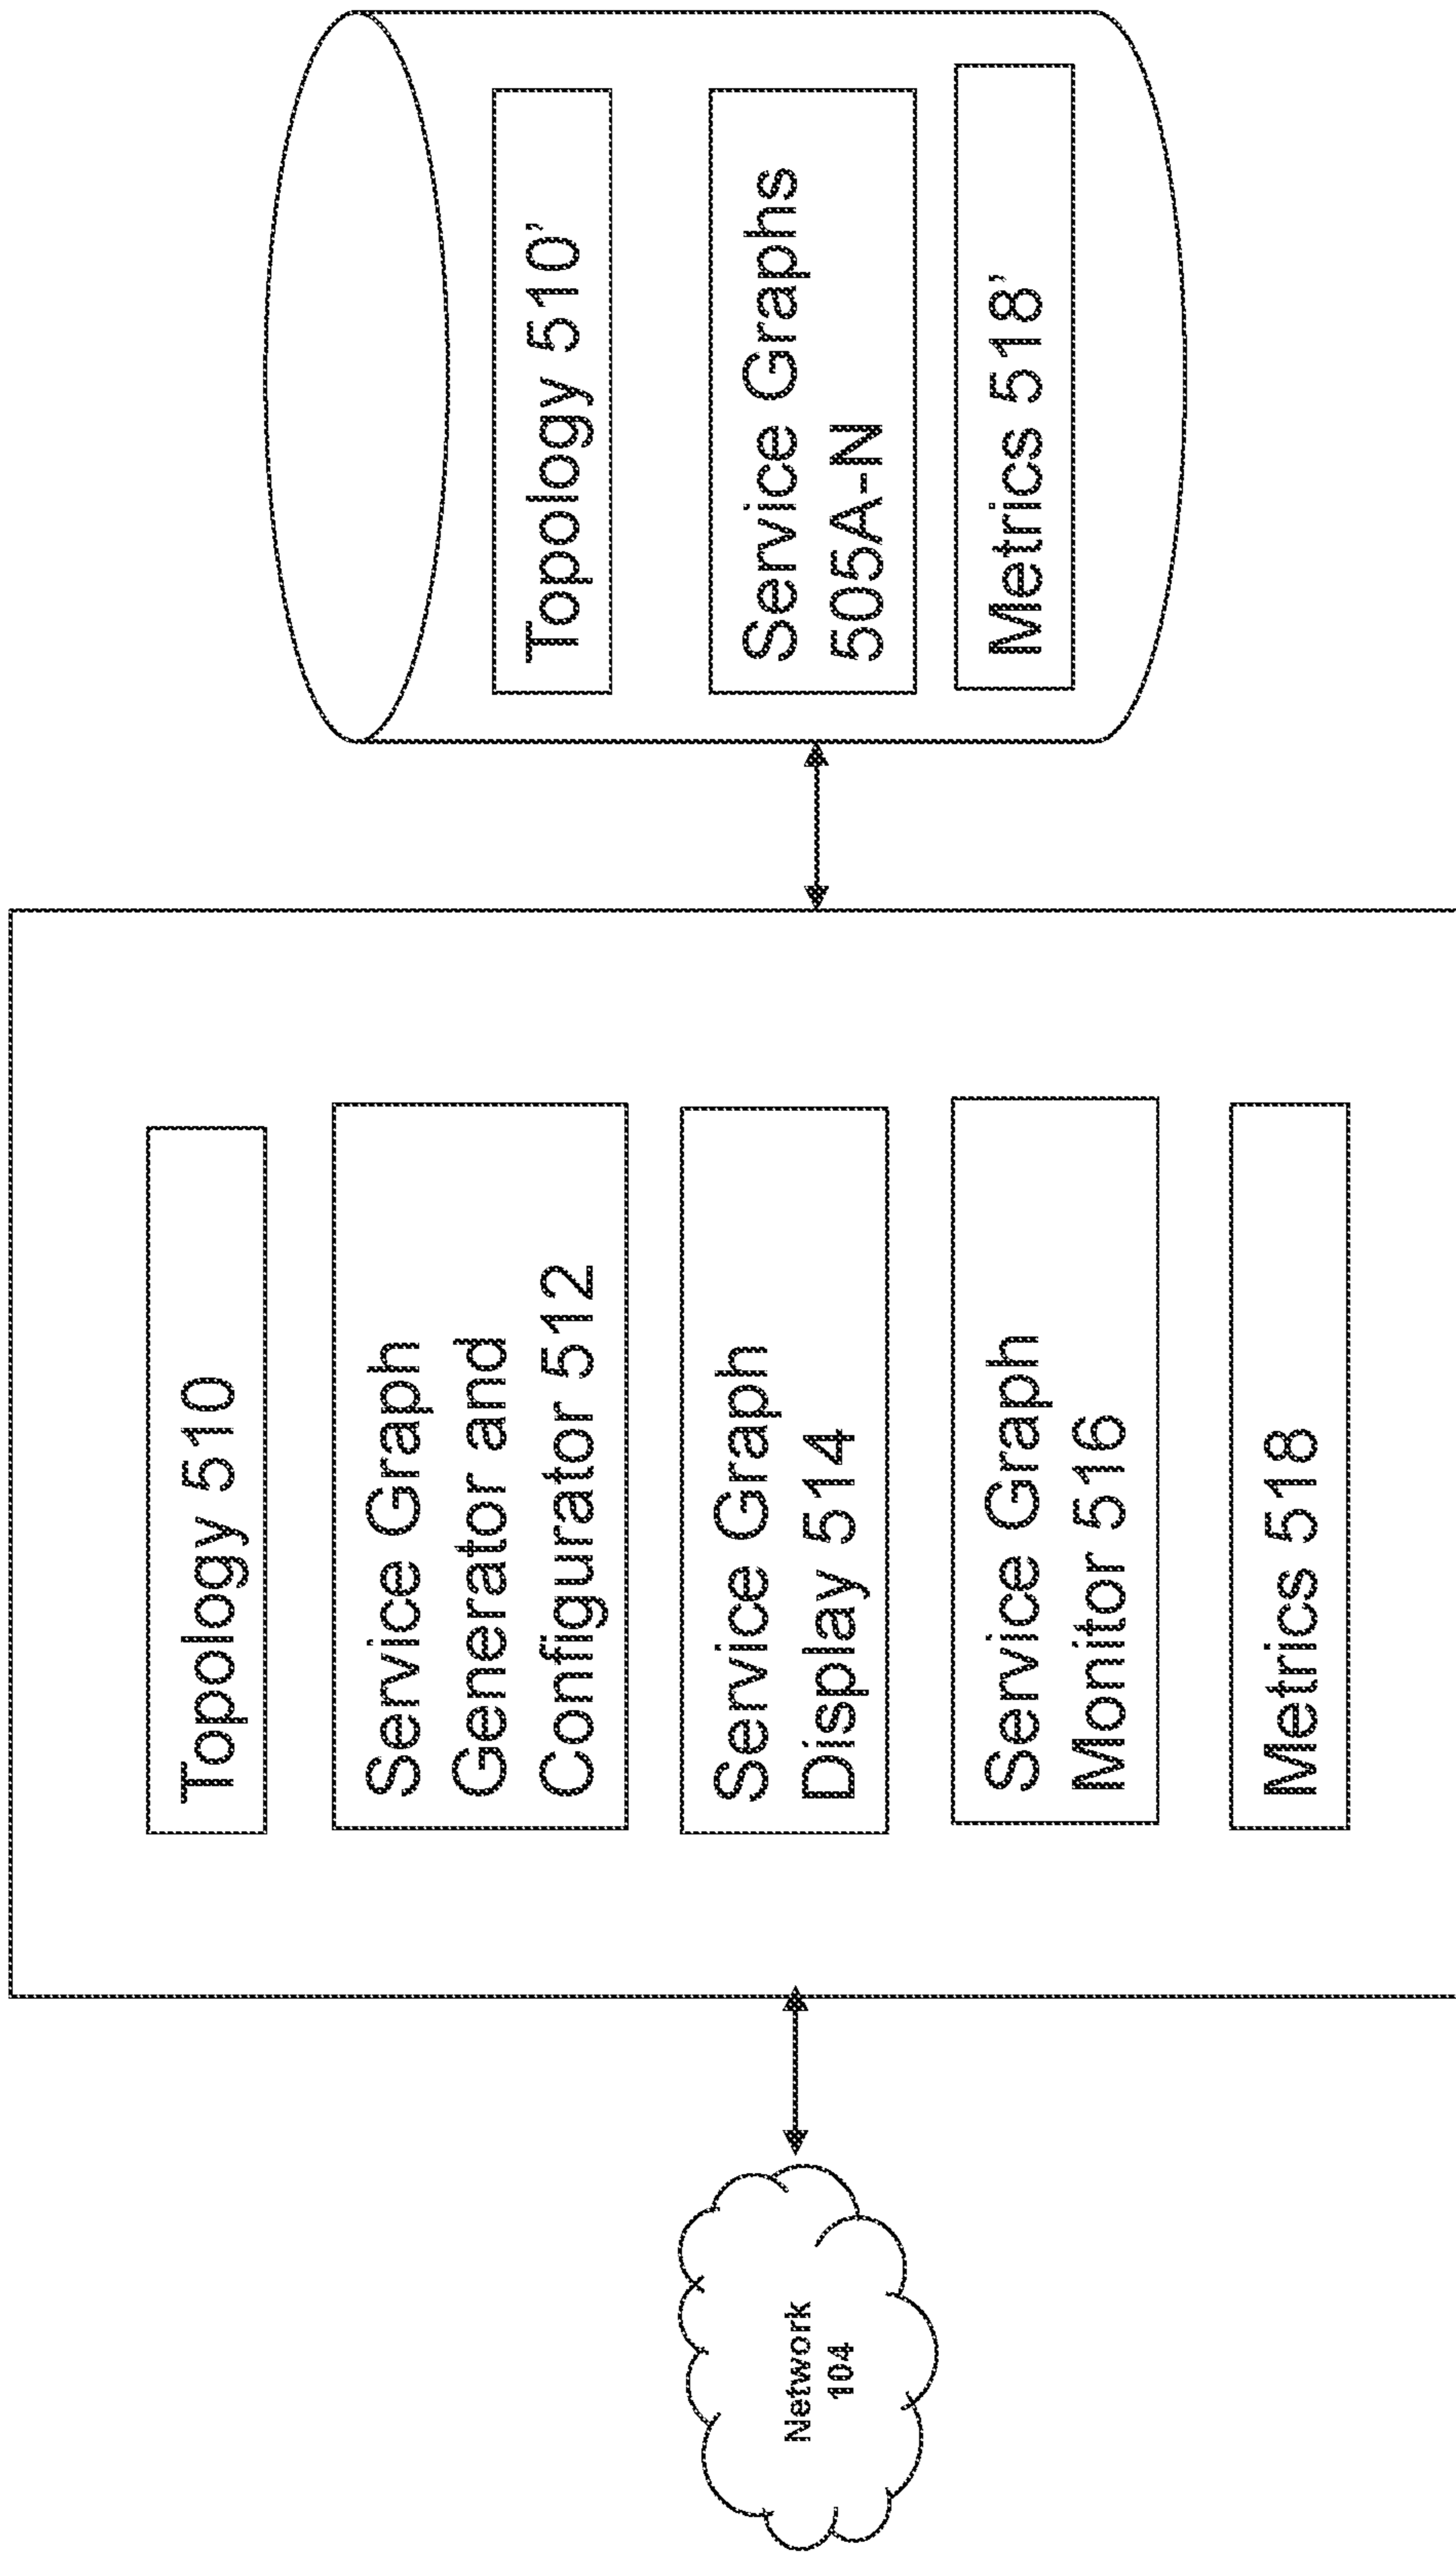 Network
104
Topology 510
Service Graph
Generator and
Configurator 512
Service Graph
Display 514
Service Graph
Monitor 516
Metrics 518
Topology 510’
Service Graphs
505A-N
Metrics 518’